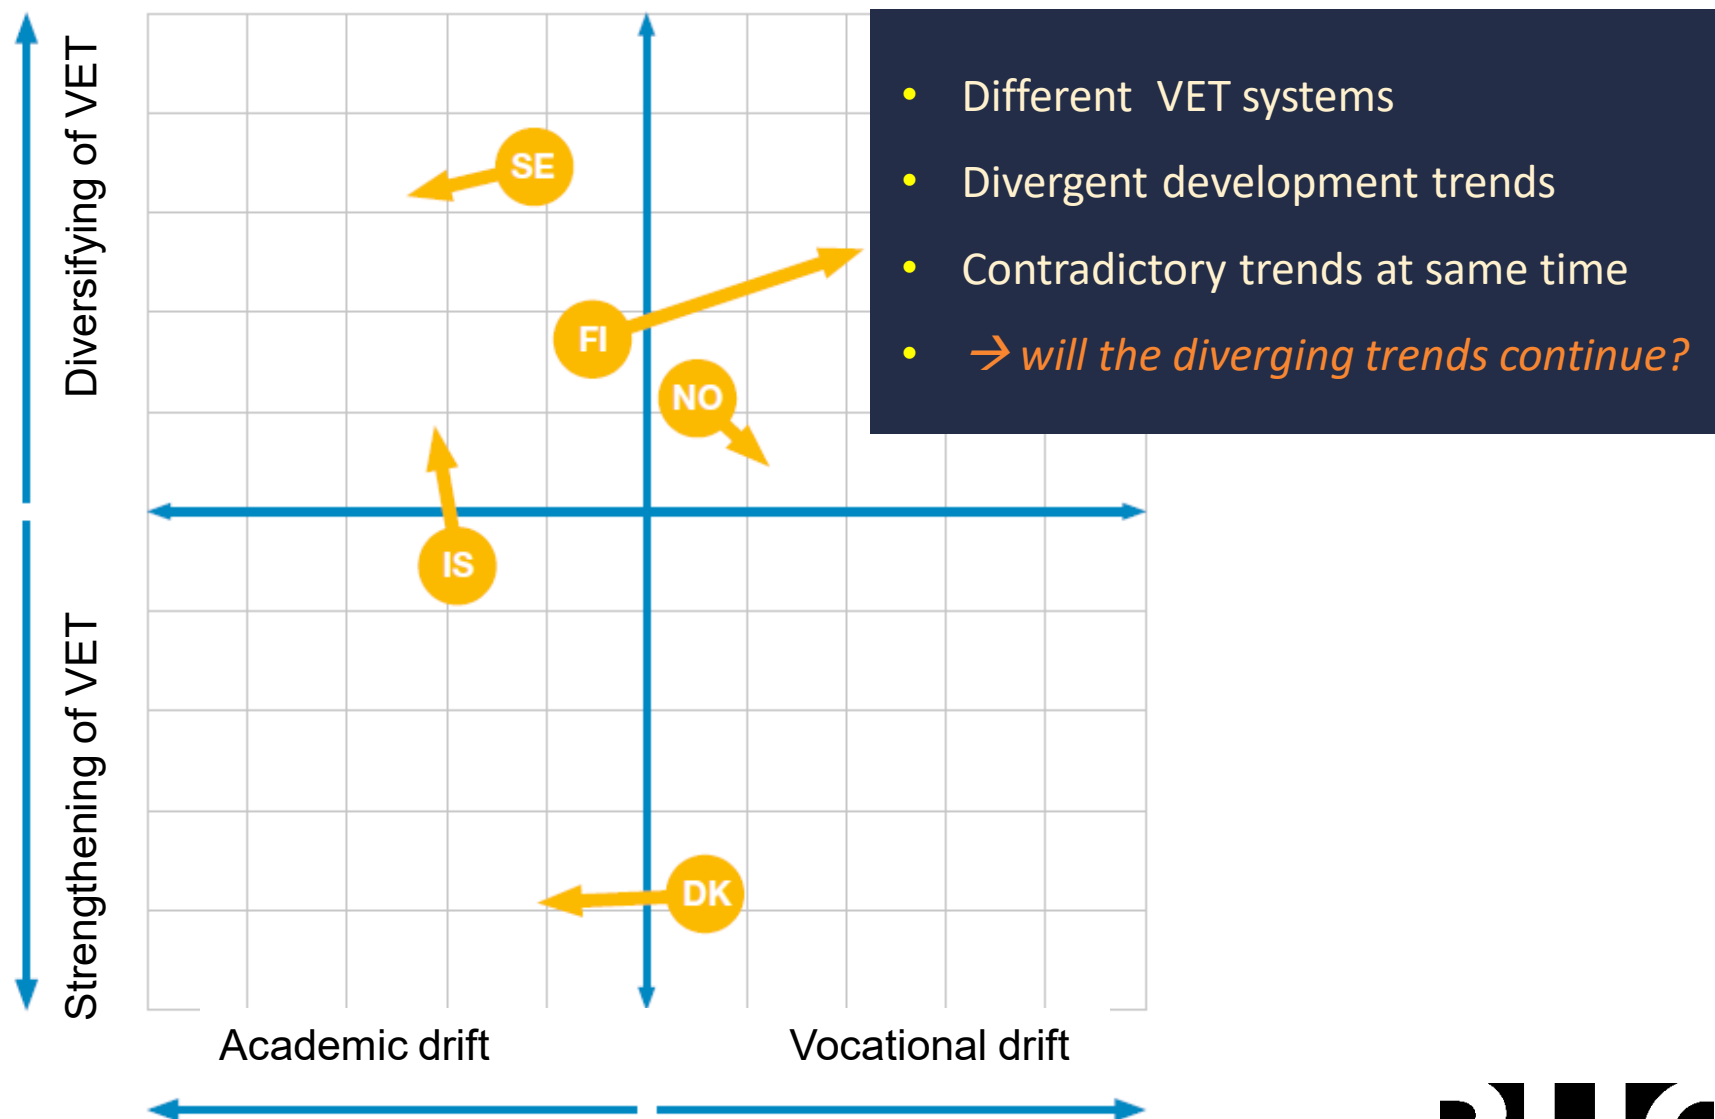 Diversifying of VET
Strengthening of VET
SE
FI
NO
IS
DK
Academic drift
Vocational drift
• Different VET systems
• Divergent development trends
• Contradictory trends at same time
• → will the diverging trends continue?